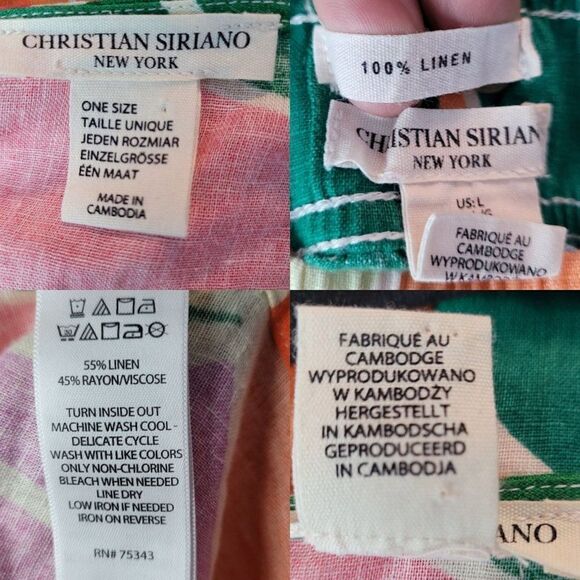 CHRISTIAN SIRIANO
NEW YORK
ONE SIZE
TAILLE UNIQUE
JEDEN ROZMIAR
EINZELGRÖSSE
ÉÉN MAAT
MADE IN
CAMBODIA
100% LINEN
CHRISTIAN SIRIAN
NEW YORK
US: L
FABRIQUÉ AU
CAMBODGE
WYPRODUKOWANO
55% LINEN
45% RAYON/VISCOSE
TURN INSIDE OUT
MACHINE WASH COOL -
DELICATE CYCLE
WASH WITH LIKE COLORS
ONLY NON-CHLORINE
BLEACH WHEN NEEDED
LINE DRY
LOW IRON IF NEEDED
IRON ON REVERSE
RN# 75343
FABRIQUÉ AU
CAMBODGE
WYPRODUKOWANO
W KAMBODŻY
HERGESTELLT
IN KAMBODSCHA
GEPRODUCEERD
IN CAMBODJA
IANO